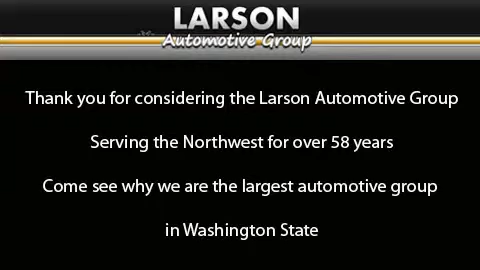 LARSON
Automotive Group
Thank you for considering the Larson Automotive Group
Serving the Northwest for over 58 years
Come see why we are the largest automotive group
in Washington State